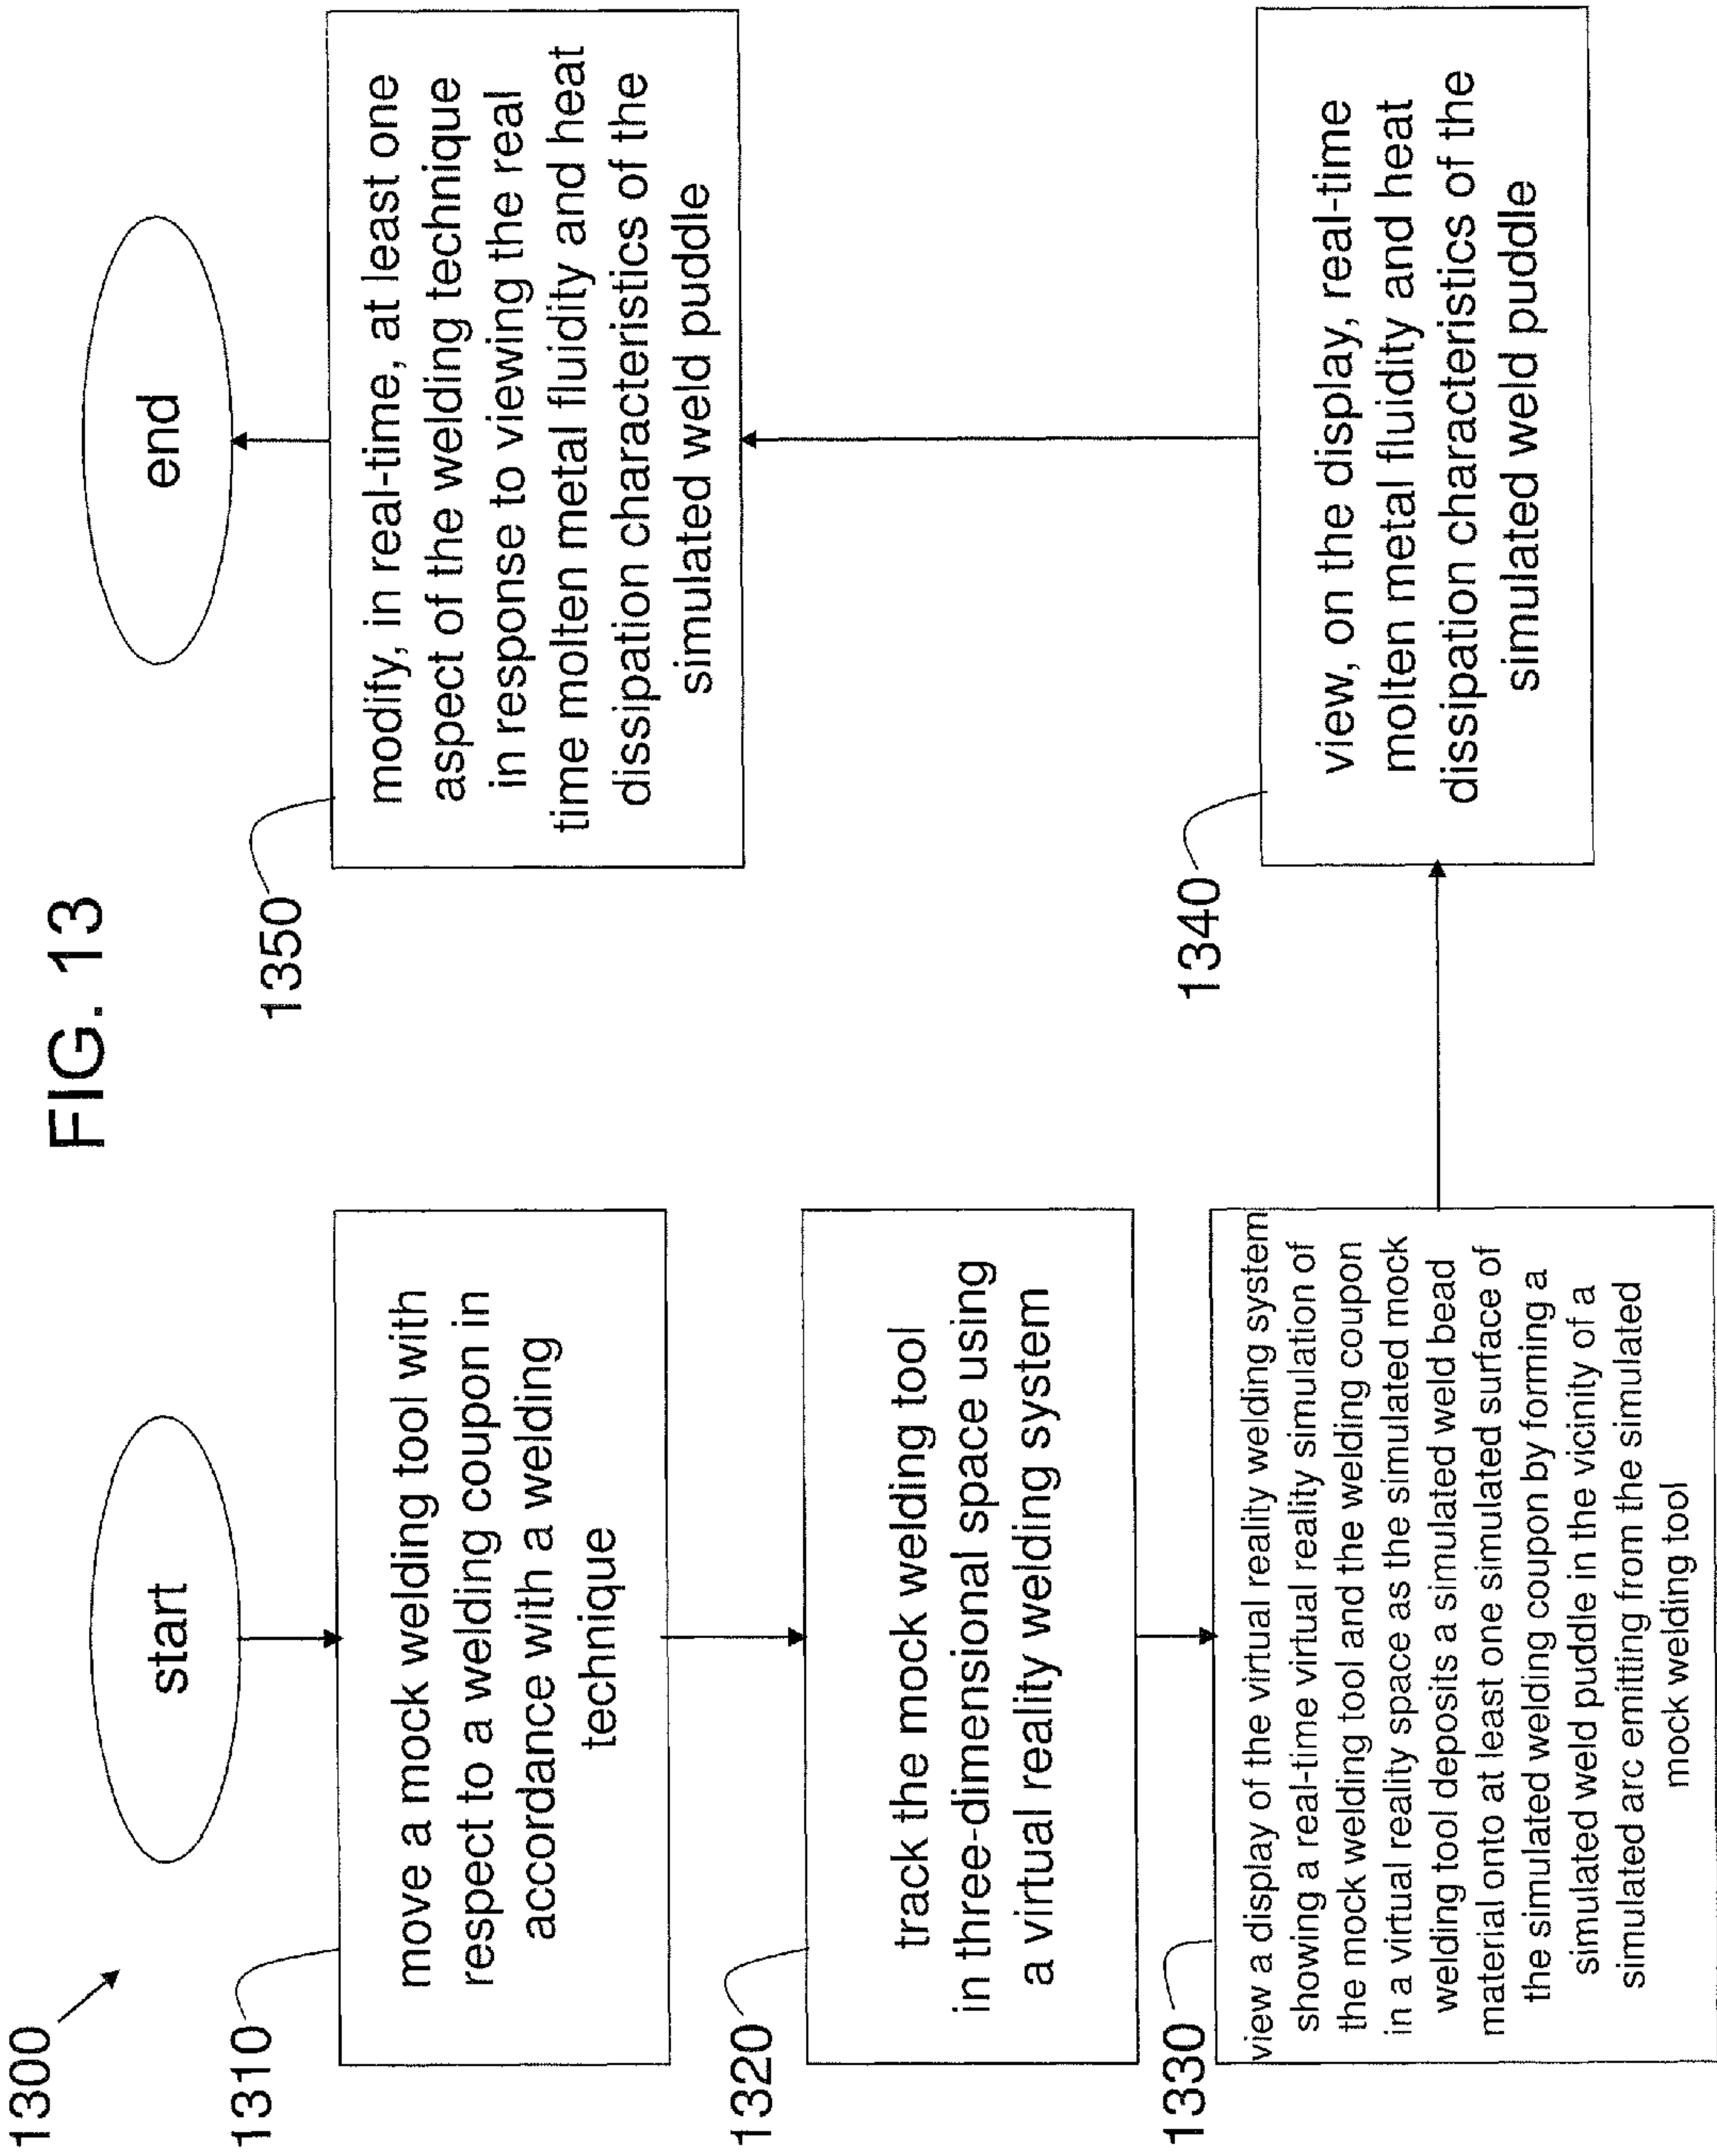 FIG. 13
1300
start
1310
move a mock welding tool with
respect to a welding coupon in
accordance with a welding
technique
1320
track the mock welding tool
in three-dimensional space using
a virtual reality welding system
1330
view a display of the virtual reality welding system
showing a real-time virtual reality simulation of
the mock welding tool and the welding coupon
in a virtual reality space as the simulated mock
welding tool deposits a simulated weld bead
material onto at least one simulated surface of
the simulated welding coupon by forming a
simulated weld puddle in the vicinity of a
simulated arc emitting from the simulated
mock welding tool
1340
view, on the display, real-time
molten metal fluidity and heat
dissipation characteristics of the
simulated weld puddle
1350
modify, in real-time, at least one
aspect of the welding technique
in response to viewing the real
time molten metal fluidity and heat
dissipation characteristics of the
simulated weld puddle
end